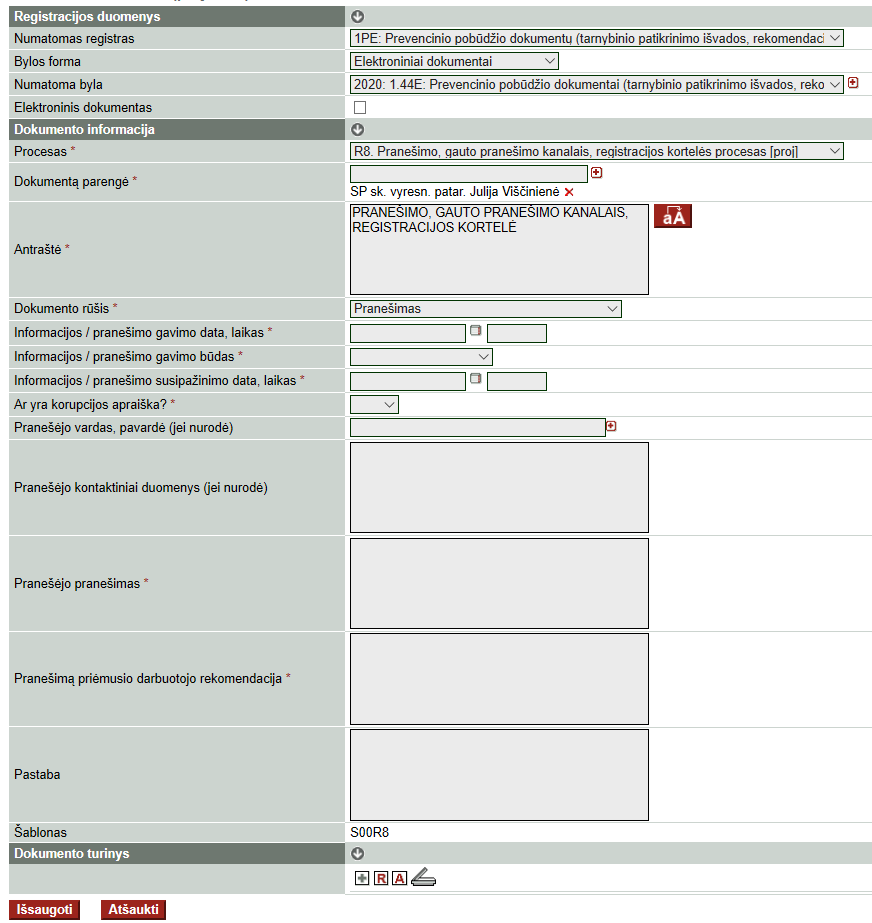 Registracijos duomenys
Numatomas registras
1PE: Prevencinio pobūdžio dokumentų (tarnybinio patikrinimo išvados, rekomendaci
Bylos forma
Elektroniniai dokumentai
Numatoma byla
2020: 1.44E: Prevencinio pobūdžio dokumentai (tarnybinio patikrinimo išvados, reko
Elektroninis dokumentas
Dokumento informacija
Procesas *
R8. Pranešimo, gauto pranešimo kanalais, registracijos kortelės procesas [proj]
Dokumentą parengė *
SP sk. vyresn. patar. Julija Viščinienė
Antraštė *
PRANEŠIMO, GAUTO PRANEŠIMO KANALAIS,
REGISTRACIJOS KORTELĖ
aÀ
Dokumento rūšis *
Pranešimas
Informacijos / pranešimo gavimo data, laikas *
Informacijos / pranešimo gavimo būdas *
Informacijos / pranešimo susipažinimo data, laikas *
Ar yra korupcijos apraiška? *
Pranešėjo vardas, pavardė (jei nurodė)
Pranešėjo kontaktiniai duomenys (jei nurodė)
Pranešėjo pranešimas *
Pranešimą priėmusio darbuotojo rekomendacija *
Pastaba
Šablonas
S00R8
Dokumento turinys
R A
Išsaugoti Atšaukti